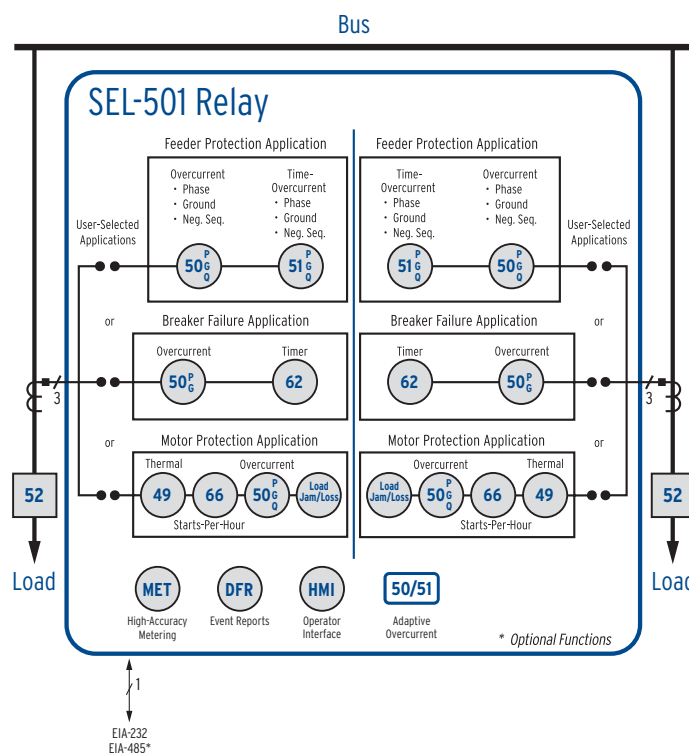 Bus
SEL-501 Relay
Feeder Protection Application
Overcurrent
· Phase
· Ground
· Neg. Seq.
Time-
Overcurrent
· Phase
· Ground
· Neg. Seq.
User-Selected
Applications
50 P G Q
51 P G Q
Feeder Protection Application
Time-
Overcurrent
· Phase
· Ground
· Neg. Seq.
Overcurrent
· Phase
· Ground
· Neg. Seq.
User-Selected
Applications
51 P G Q
50 P G Q
or
Breaker Failure Application
Overcurrent
Timer
50 P G
62
or
Breaker Failure Application
Timer
Overcurrent
62
50 P G
3
3
or
Motor Protection Application
Thermal
Overcurrent
49
66
50 P G Q
Load
Jam/Loss
Starts-Per-Hour
or
Motor Protection Application
Overcurrent
Thermal
Load
Jam/Loss
50 P G Q
66
49
Starts-Per-Hour
52
52
Load
Load
MET
High-Accuracy
Metering
DFR
Event Reports
HMI
Operator
Interface
50/51
Adaptive
Overcurrent
* Optional Functions
1
EIA-232
EIA-485*